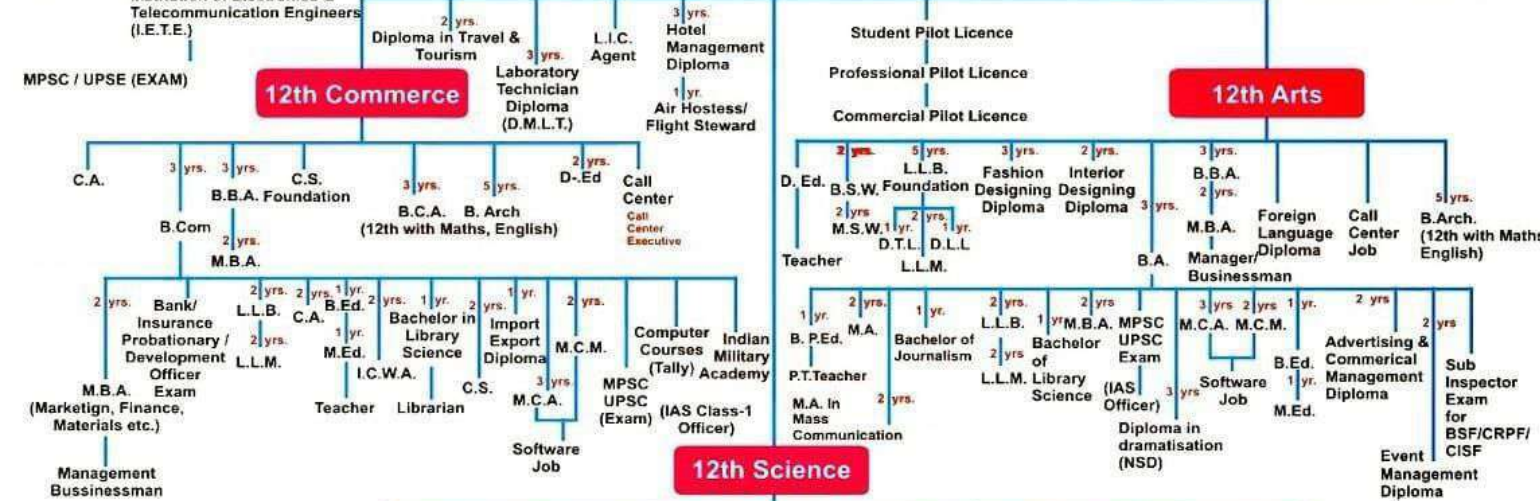 Telecommunication Engineers
(I.E.T.E.)
MPSC / UPSE (EXAM)
2 yrs.
Diploma in Travel &
Tourism
3 yrs.
Laboratory
Technician
Diploma
(D.M.L.T.)
L.I.C.
Agent
3 yrs.
Hotel
Management
Diploma
1 yr.
Air Hostess/
Flight Steward
Student Pilot Licence
Professional Pilot Licence
Commercial Pilot Licence
12th Commerce
12th Arts
C.A.
3 yrs.
B.Com
3 yrs.
B.B.A.
2 yrs.
M.B.A.
C.S.
Foundation
3 yrs.
B.C.A.
5 yrs.
B. Arch
(12th with Maths, English)
2 yrs.
D-.Ed
Call
Center
Call
Center
Executive
D. Ed.
Teacher
2 yrs.
B.S.W.
2 yrs
M.S.W.
5 yrs.
L.L.B.
Foundation
1 yr.
D.T.L.
2 yrs.
L.L.M.
1 yr.
D.L.L
3 yrs.
Fashion
Designing
Diploma
2 yrs.
Interior
Designing
Diploma
3 yrs.
B.A.
3 yrs.
B.B.A.
2 yrs.
M.B.A.
Manager/
Businessman
Foreign
Language
Diploma
Call
Center
Job
5 yrs.
B.Arch.
(12th with Maths
English)
2 yrs.
M.B.A.
(Marketign, Finance,
Materials etc.)
Management
Bussinessman
Bank/
Insurance
Probationary /
Development
Officer
Exam
2 yrs.
L.L.B.
2 yrs.
L.L.M.
2 yrs.
C.A.
1 yr.
B.Ed.
1 yr.
M.Ed.
Teacher
2 yrs.
I.C.W.A.
1 yr.
Bachelor in
Library
Science
Librarian
2 yrs.
C.S.
1 yr.
Import
Export
Diploma
3 yrs.
M.C.A.
2 yrs.
M.C.M.
Software
Job
MPSC
UPSC
(Exam)
Computer
Courses
(Tally)
(IAS Class-1
Officer)
Indian
Military
Academy
1 yr.
B. P.Ed.
P.T.Teacher
2 yrs.
M.A.
2 yrs.
M.A. In
Mass
Communication
1 yr.
Bachelor of
Journalism
2 yrs.
L.L.B.
2 yrs
L.L.M.
1 yr
Bachelor
of
Library
Science
2 yrs
M.B.A.
MPSC
UPSC
Exam
(IAS
Officer)
3 yrs
Diploma in
dramatisation
(NSD)
3 yrs
M.C.A.
2 yrs
M.C.M.
Software
Job
1 yr.
B.Ed.
1 yr.
M.Ed.
2 yrs
Advertising &
Commerical
Management
Diploma
2 yrs
Event
Management
Diploma
Sub
Inspector
Exam
for
BSF/CRPF/
CISF
12th Science